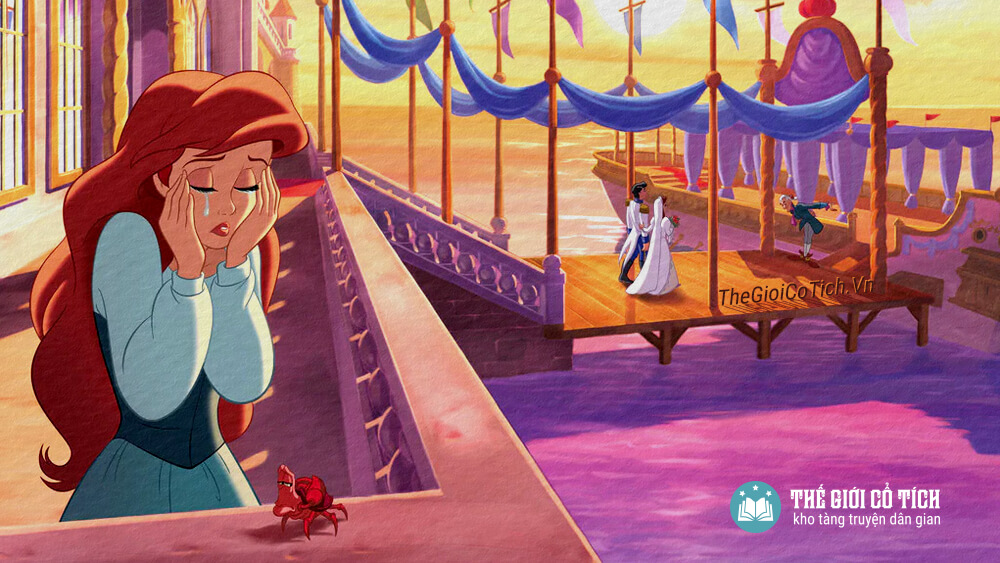 TheGioiCoTich.Vn
THẾ GIỚI CỔ TÍCH
kho tàng truyện dân gian